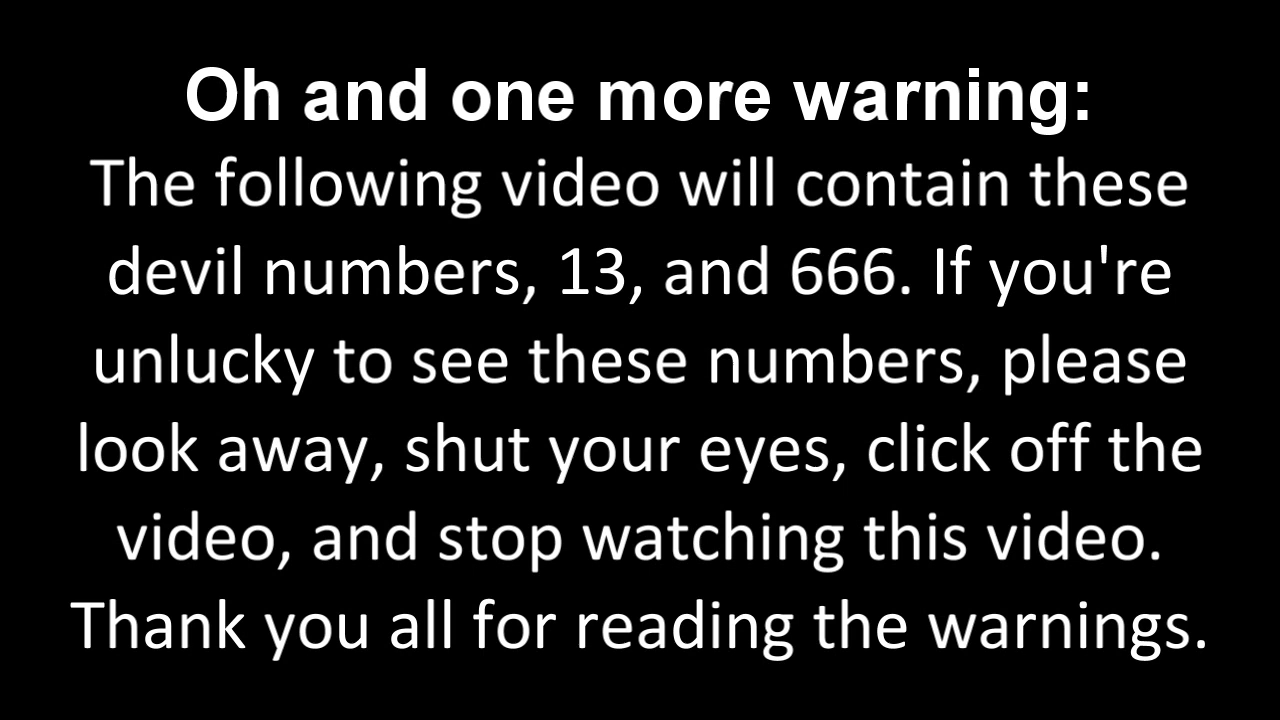 Oh and one more warning:
The following video will contain these
devil numbers, 13, and 666. If you're
unlucky to see these numbers, please
look away, shut your eyes, click off the
video, and stop watching this video.
Thank you all for reading the warnings.